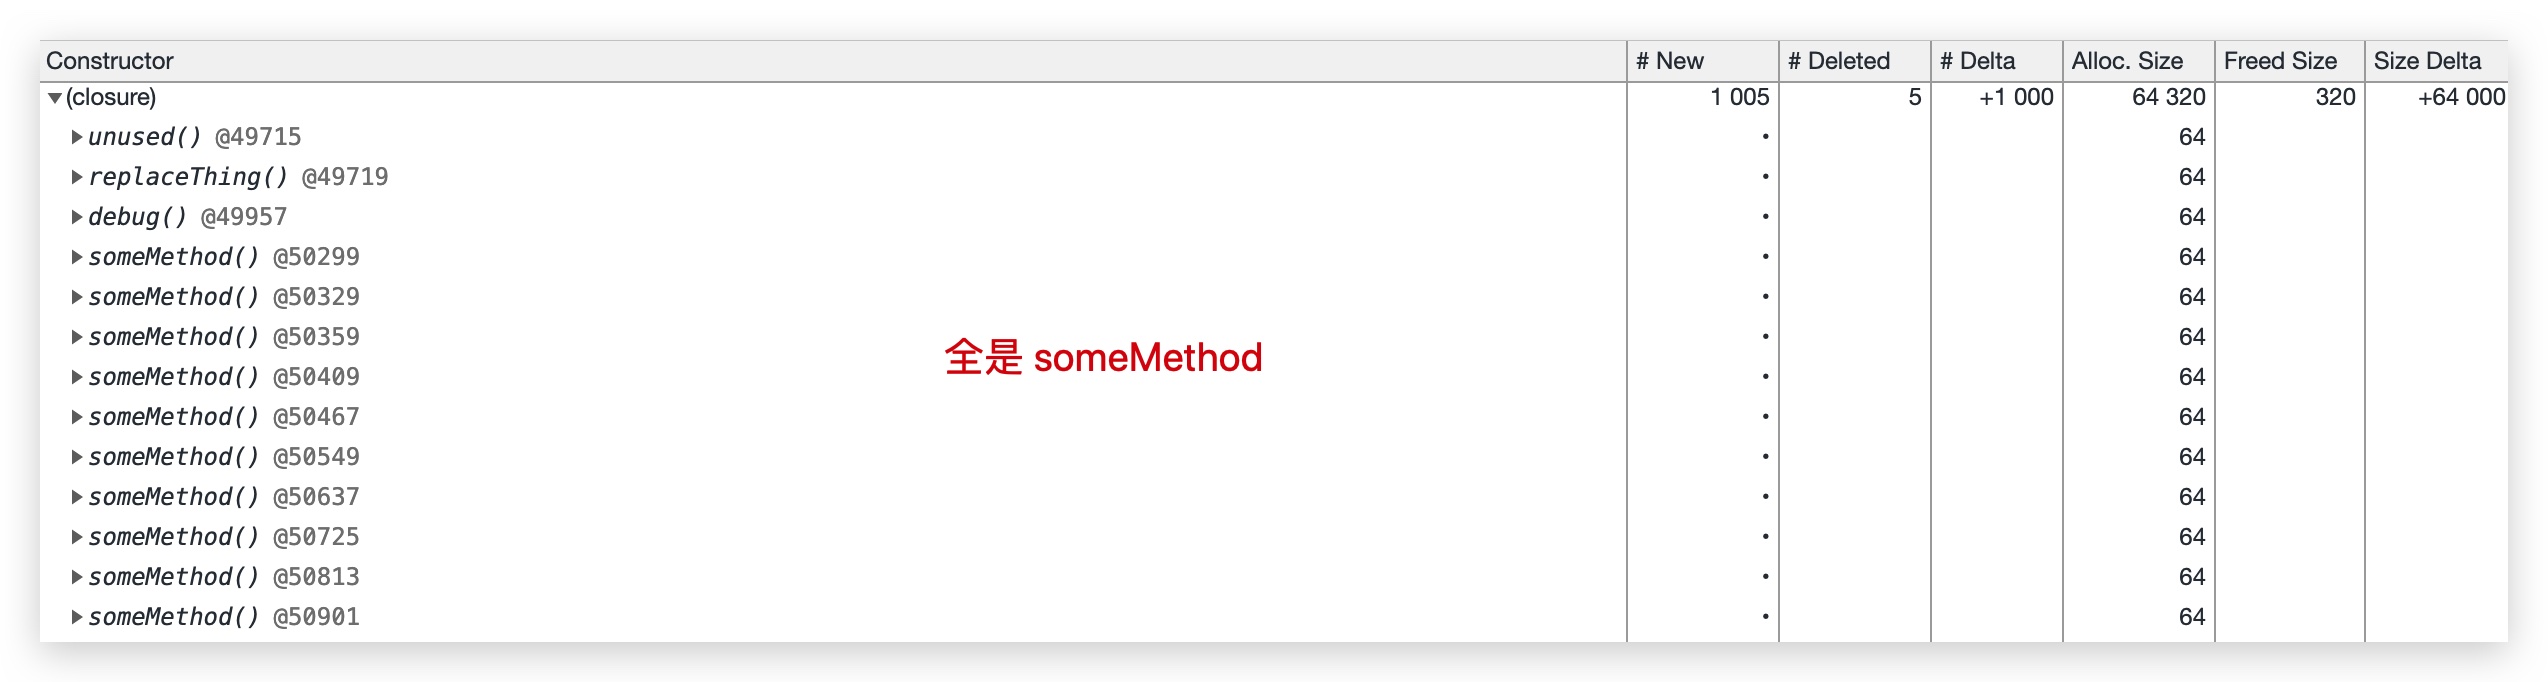 Constructor # New # Deleted # Delta Alloc. Size Freed Size Size Delta
▼(closure) 1 005 5 +1 000 64 320 320 +64 000
▶unused() @49715 • 64
▶replaceThing() @49719 • 64
▶debug() @49957 • 64
▶someMethod() @50299 • 64
▶someMethod() @50329 • 64
▶someMethod() @50359 • 64
全是 someMethod
▶someMethod() @50409 • 64
▶someMethod() @50467 • 64
▶someMethod() @50549 • 64
▶someMethod() @50637 • 64
▶someMethod() @50725 • 64
▶someMethod() @50813 • 64
▶someMethod() @50901 • 64